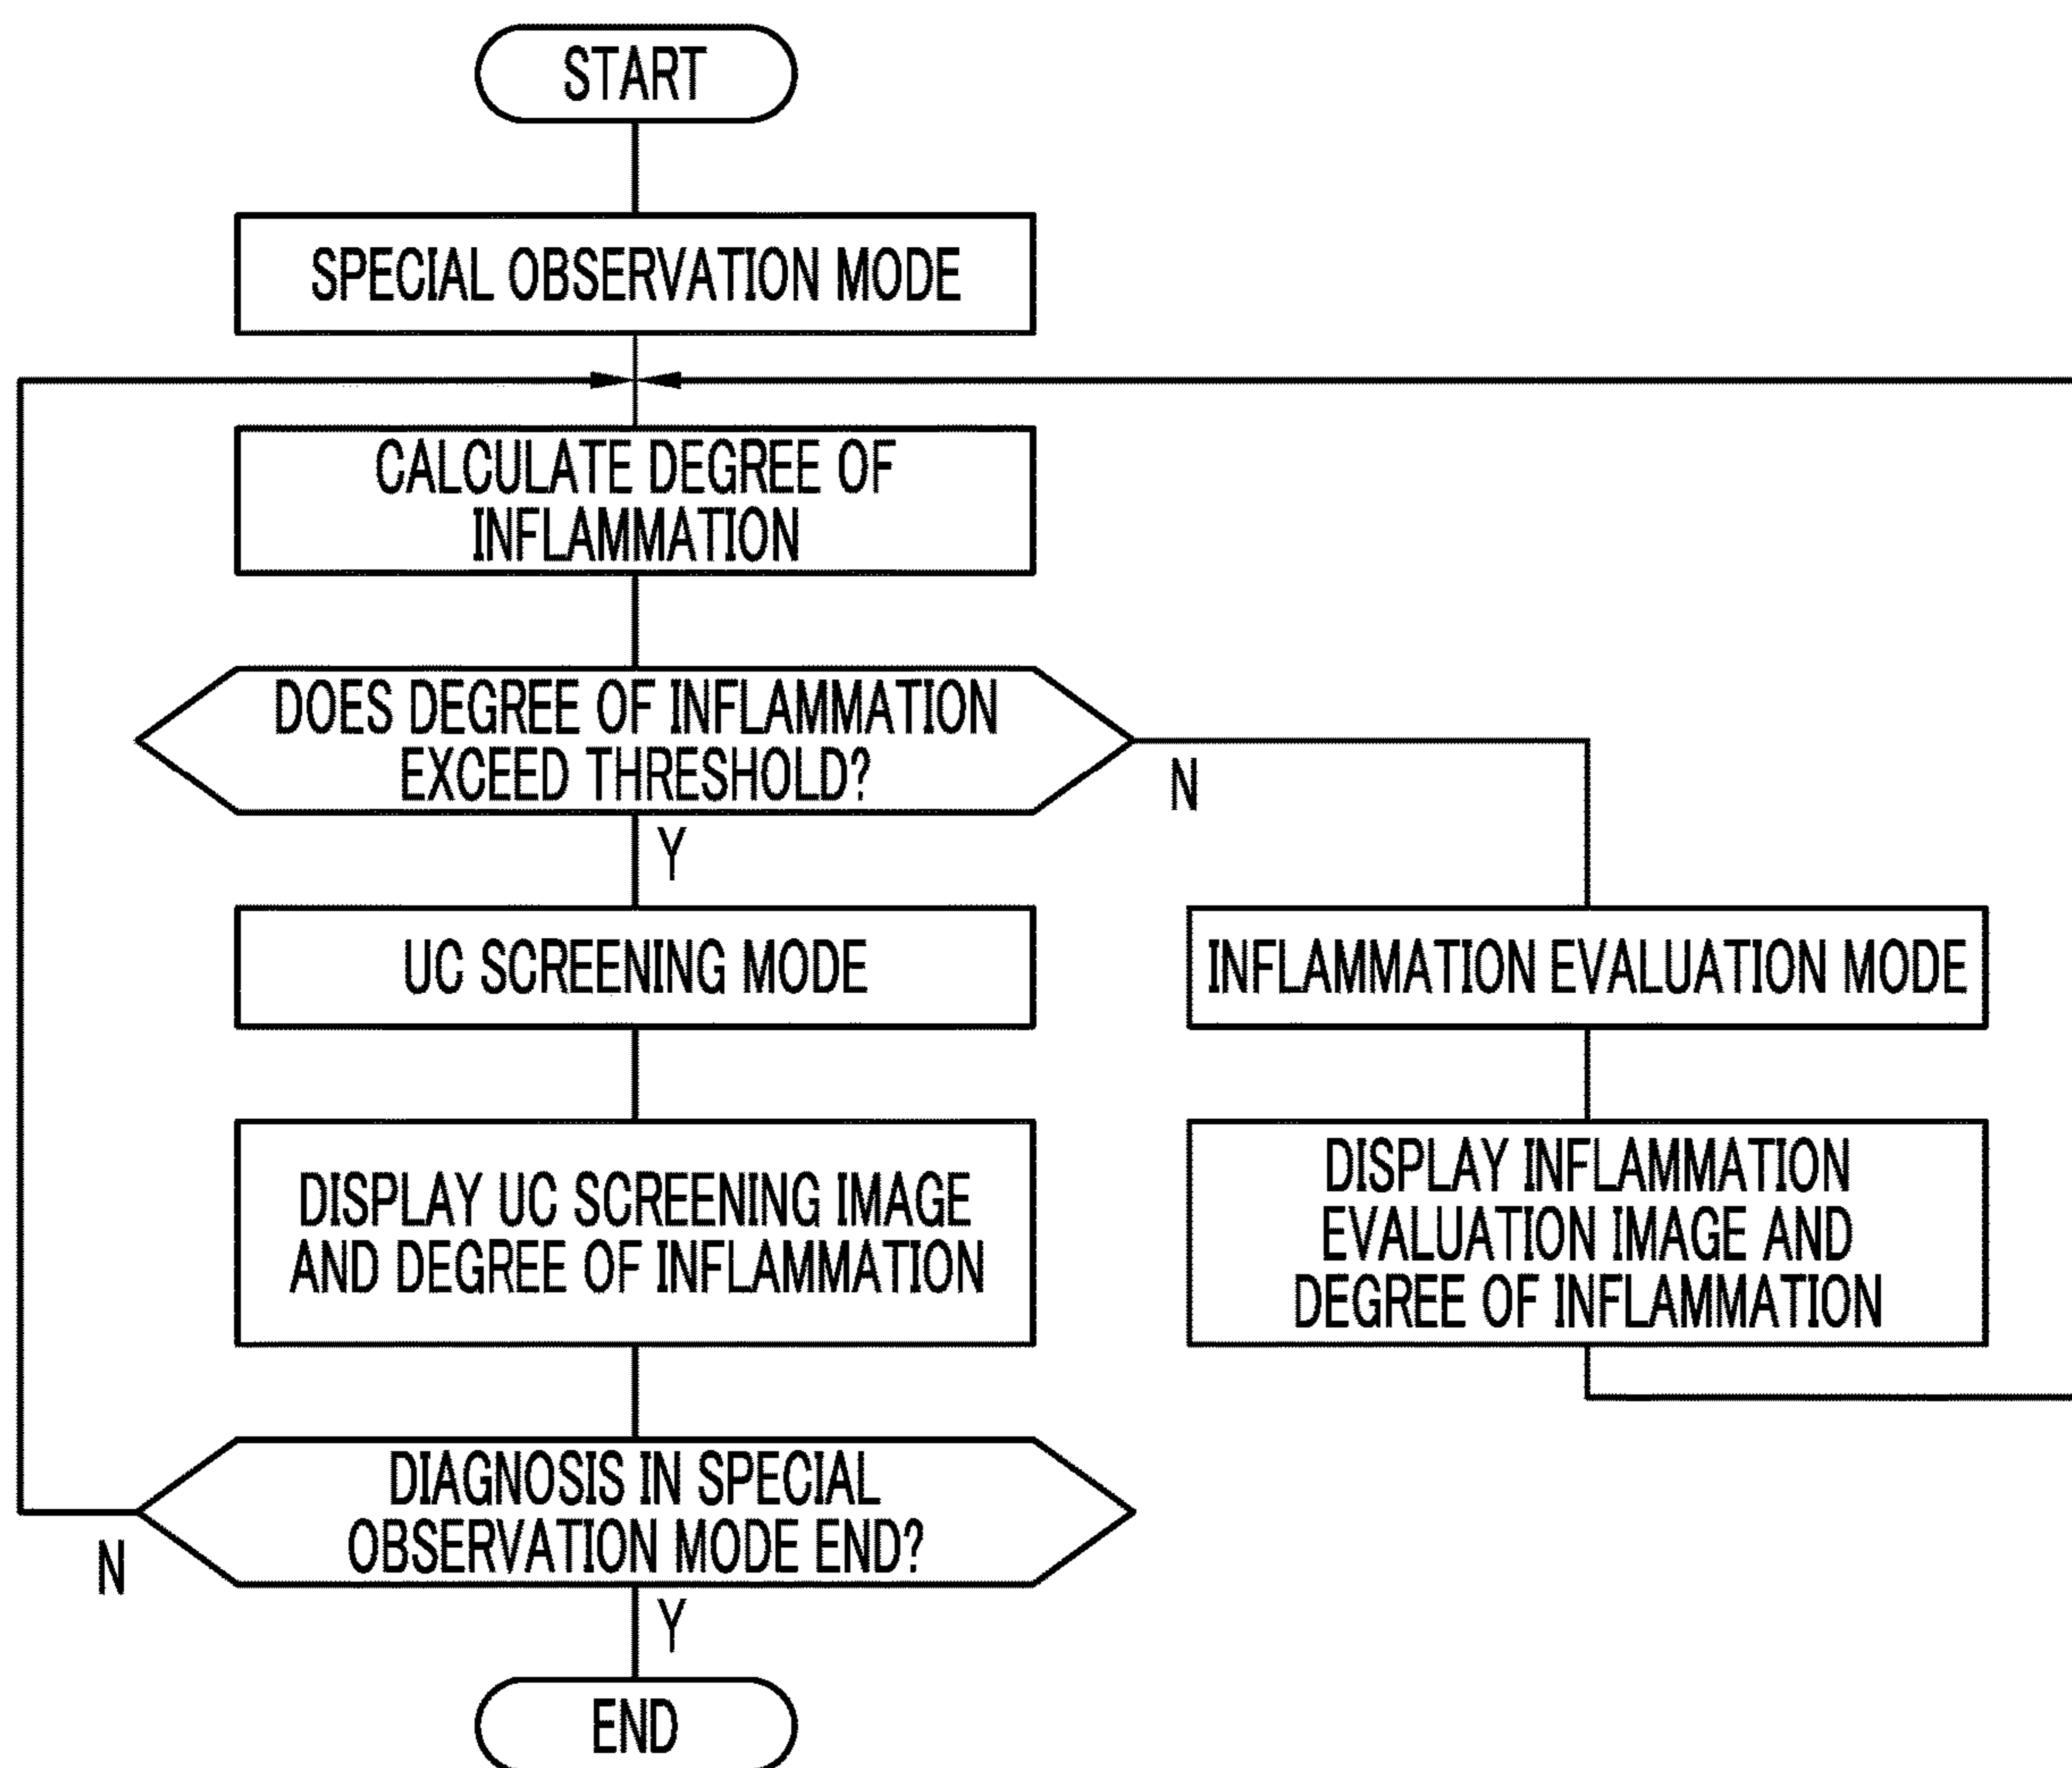 START
SPECIAL OBSERVATION MODE
CALCULATE DEGREE OF
INFLAMMATION
DOES DEGREE OF INFLAMMATION
EXCEED THRESHOLD?
N
Y
UC SCREENING MODE
INFLAMMATION EVALUATION MODE
DISPLAY UC SCREENING IMAGE
AND DEGREE OF INFLAMMATION
DISPLAY INFLAMMATION
EVALUATION IMAGE AND
DEGREE OF INFLAMMATION
DIAGNOSIS IN SPECIAL
OBSERVATION MODE END?
N
Y
END